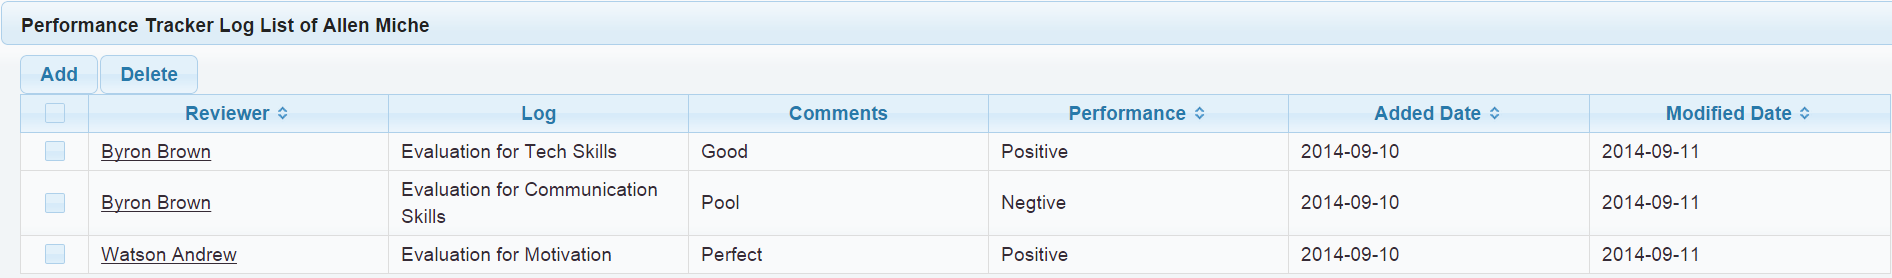 Performance Tracker Log List of Allen Miche
Add Delete
Reviewer Log Comments Performance Added Date Modified Date
Byron Brown Evaluation for Tech Skills Good Positive 2014-09-10 2014-09-11
Byron Brown Evaluation for Communication Skills Pool Negtive 2014-09-10 2014-09-11
Watson Andrew Evaluation for Motivation Perfect Positive 2014-09-10 2014-09-11